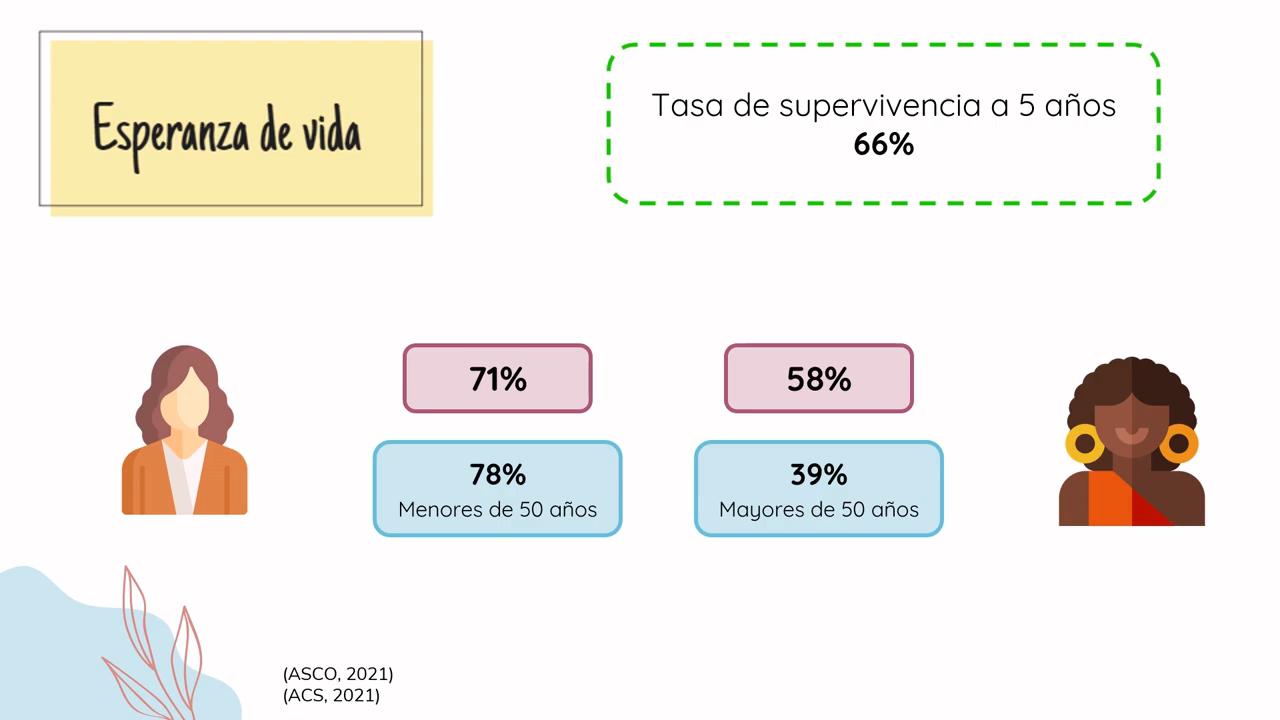 Esperanza de vida
Tasa de supervivencia a 5 años
66%
71%
58%
78%
Menores de 50 años
39%
Mayores de 50 años
(ASCO, 2021)
(ACS, 2021)